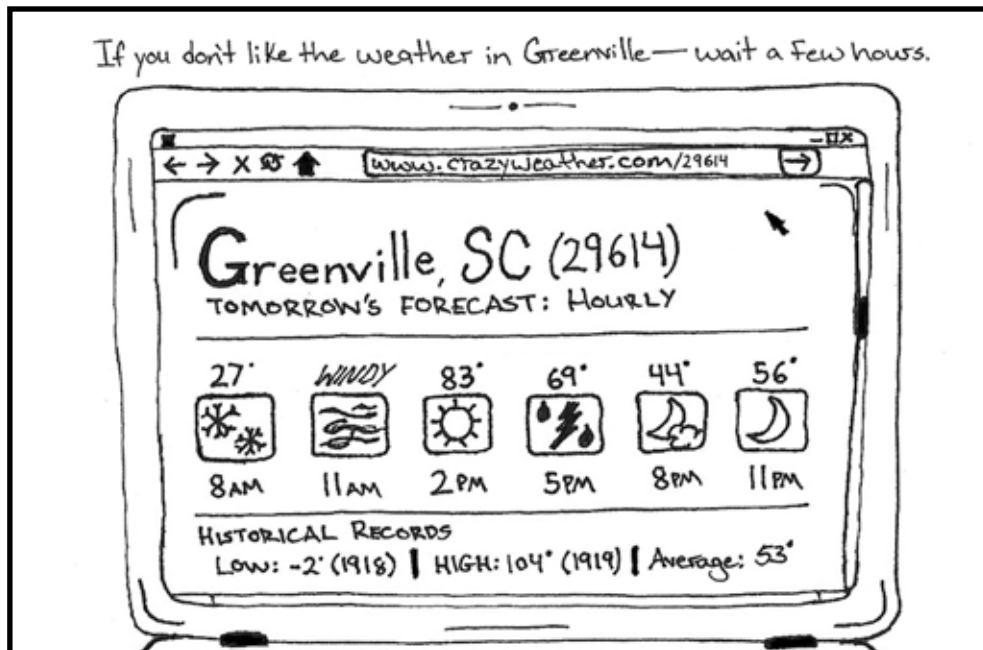 If you don't like the weather in Greenville — wait a few hours.
www.crazyweather.com/29614
Greenville, SC (29614)
TOMORROW'S FORECAST: HOURLY
27° WINDY 83° 69° 44° 56°
8AM 11AM 2PM 5PM 8PM 11PM
HISTORICAL RECORDS
LOW: -2° (1918) | HIGH: 104° (1919) | Average: 53°